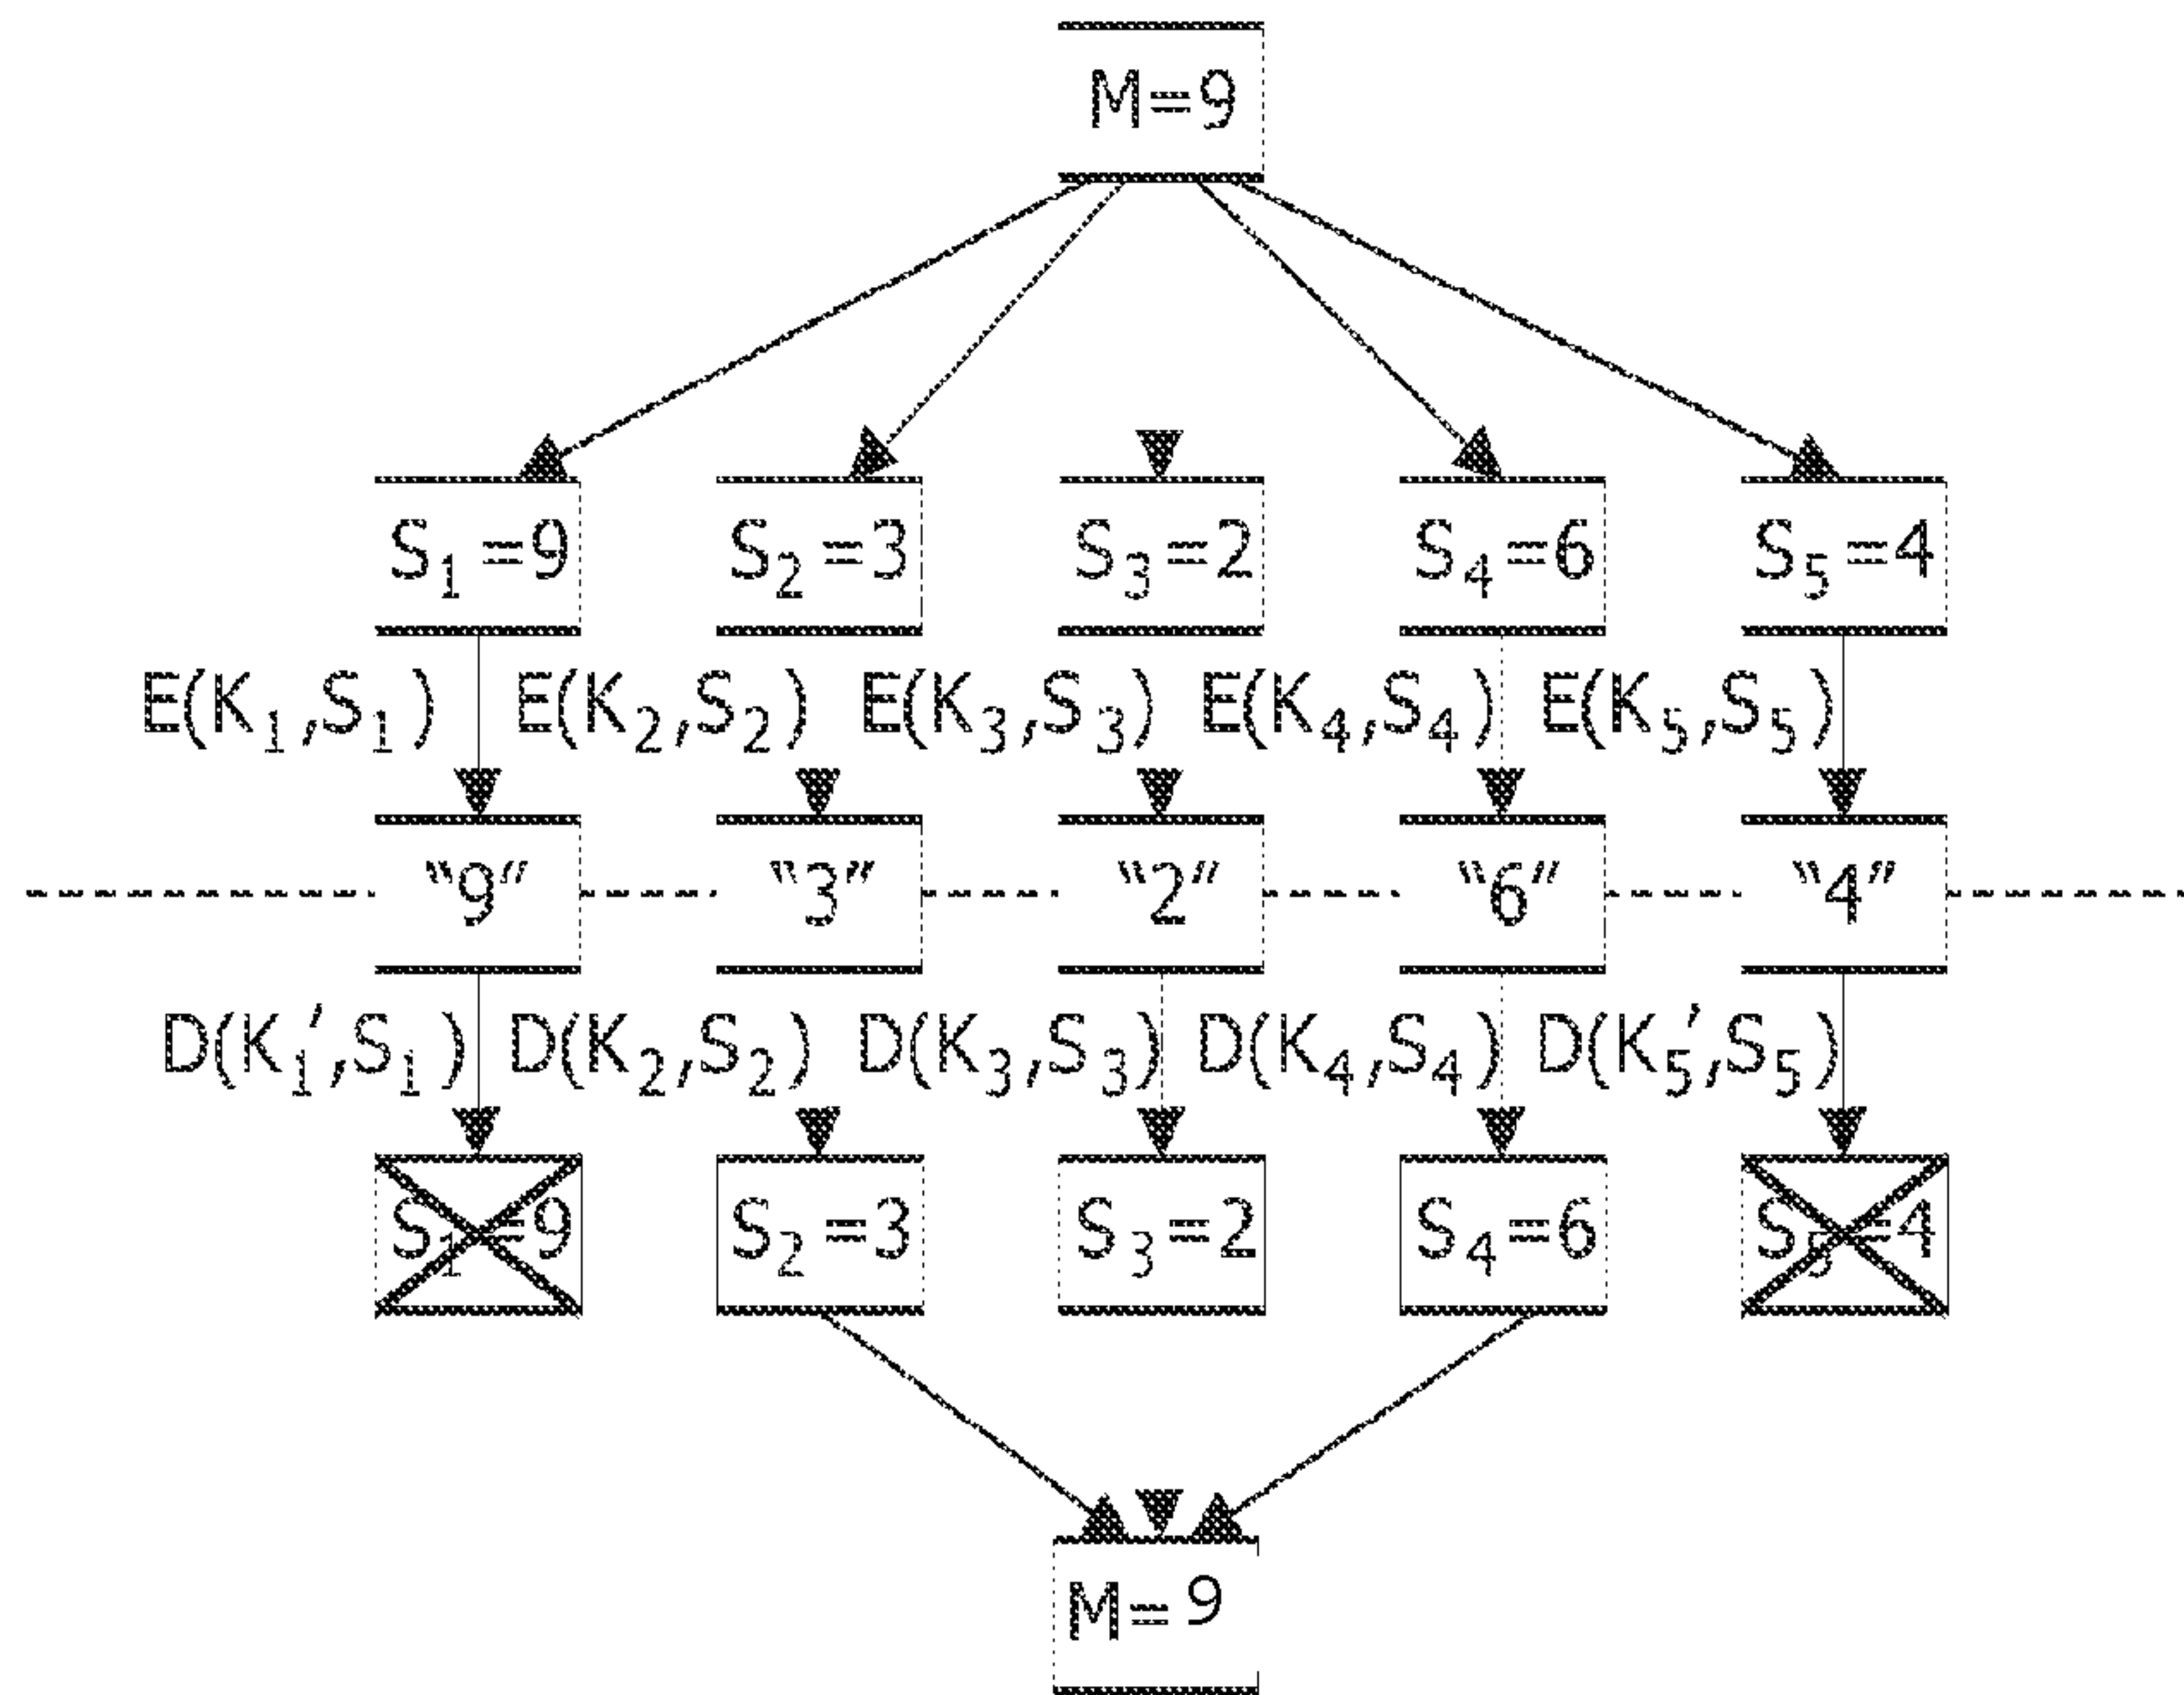 M=9
S₁=9 S₂=3 S₃=2 S₄=6 S₅=4
E(K₁,S₁) E(K₂,S₂) E(K₃,S₃) E(K₄,S₄) E(K₅,S₅)
“9” “3” “2” “6” “4”
D(K₁′,S₁) D(K₂,S₂) D(K₃,S₃) D(K₄,S₄) D(K₅′,S₅)
S₁=9 S₂=3 S₃=2 S₄=6 S₅=4
M=9